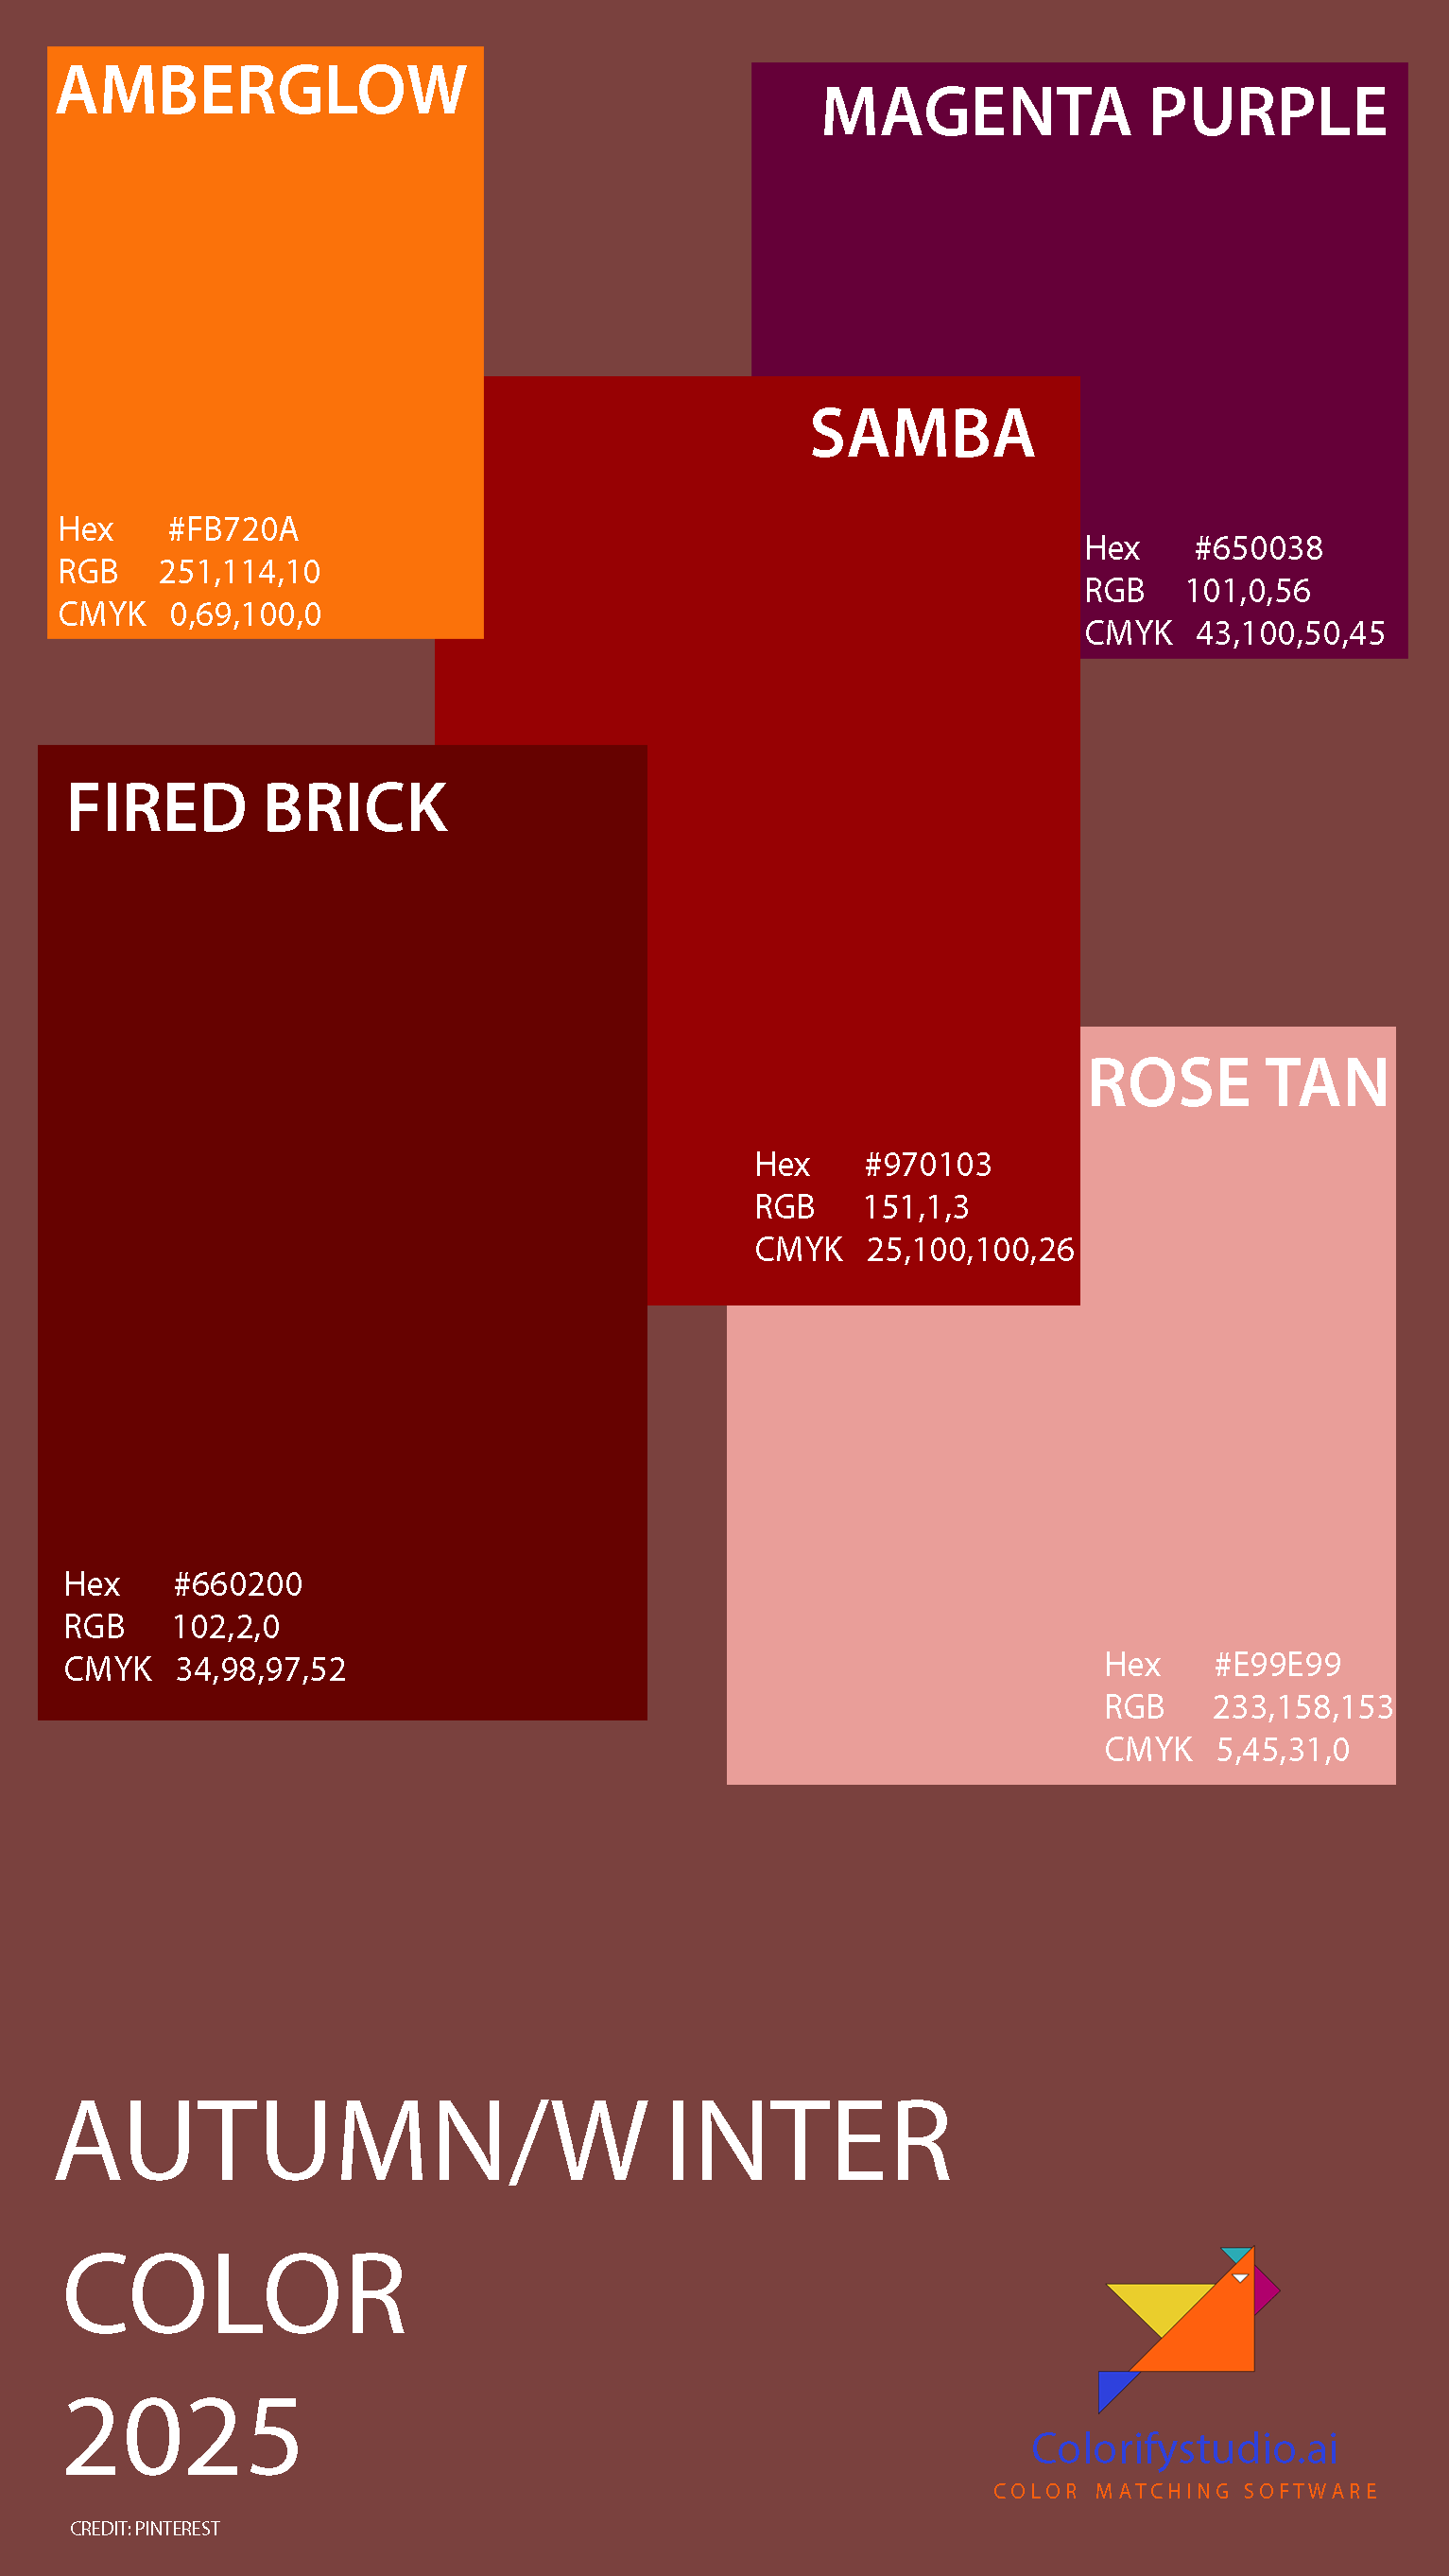 AMBERGLOW
Hex #FB720A
RGB 251,114,10
CMYK 0,69,100,0
MAGENTA PURPLE
Hex #650038
RGB 101,0,56
CMYK 43,100,50,45
SAMBA
Hex #970103
RGB 151,1,3
CMYK 25,100,100,26
FIRED BRICK
Hex #660200
RGB 102,2,0
CMYK 34,98,97,52
ROSE TAN
Hex #E99E99
RGB 233,158,153
CMYK 5,45,31,0
AUTUMN/WINTER
COLOR
2025
CREDIT: PINTEREST
Colorifystudio.ai
COLOR MATCHING SOFTWARE